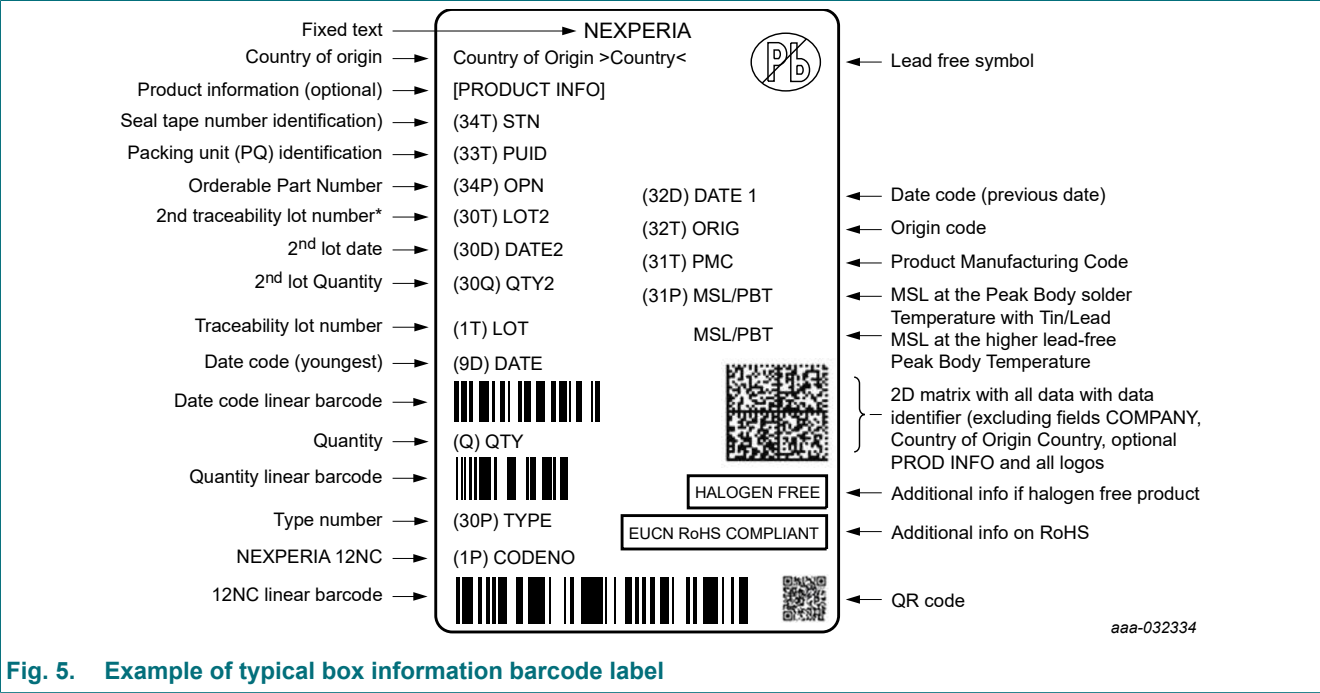 Fixed text
NEXPERIA
Country of origin
Country of Origin >Country<
Pb
Lead free symbol
Product information (optional)
[PRODUCT INFO]
Seal tape number identification)
(34T) STN
Packing unit (PQ) identification
(33T) PUID
Orderable Part Number
(34P) OPN
(32D) DATE 1
Date code (previous date)
2nd traceability lot number*
(30T) LOT2
(32T) ORIG
Origin code
2nd lot date
(30D) DATE2
(31T) PMC
Product Manufacturing Code
2nd lot Quantity
(30Q) QTY2
(31P) MSL/PBT
MSL at the Peak Body solder
Temperature with Tin/Lead
Traceability lot number
(1T) LOT
MSL/PBT
MSL at the higher lead-free
Peak Body Temperature
Date code (youngest)
(9D) DATE
Date code linear barcode
2D matrix with all data with data
identifier (excluding fields COMPANY,
Country of Origin Country, optional
PROD INFO and all logos
Quantity
(Q) QTY
Quantity linear barcode
HALOGEN FREE
Additional info if halogen free product
Type number
(30P) TYPE
EUCN RoHS COMPLIANT
Additional info on RoHS
NEXPERIA 12NC
(1P) CODENO
12NC linear barcode
QR code
aaa-032334
Fig. 5. Example of typical box information barcode label